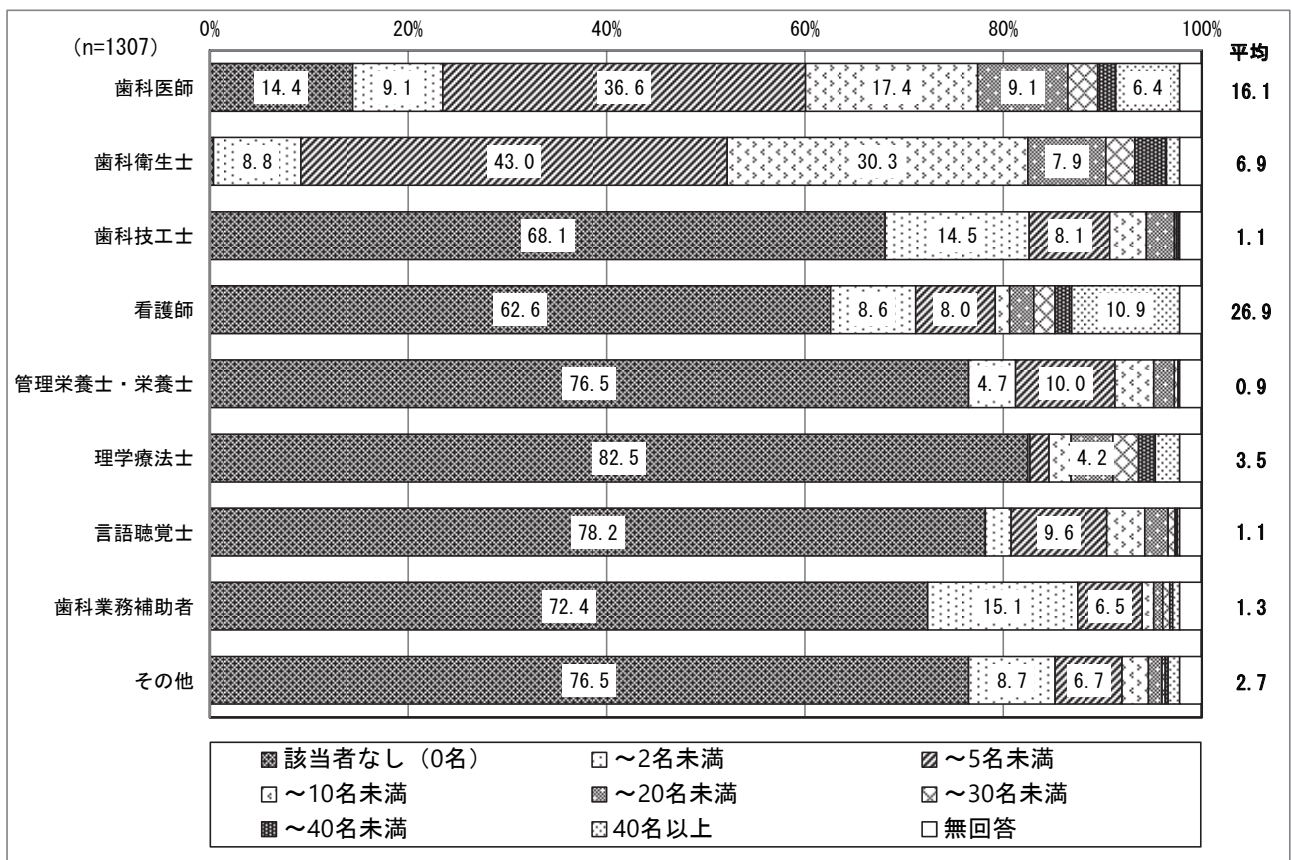 0% 20% 40% 60% 80% 100%
(n=1307) 平均
歯科医師 14.4 9.1 36.6 17.4 9.1 6.4 16.1
歯科衛生士 8.8 43.0 30.3 7.9 6.9
歯科技工士 68.1 14.5 8.1 1.1
看護師 62.6 8.6 8.0 10.9 26.9
管理栄養士・栄養士 76.5 4.7 10.0 0.9
理学療法士 82.5 4.2 3.5
言語聴覚士 78.2 9.6 1.1
歯科業務補助者 72.4 15.1 6.5 1.3
その他 76.5 8.7 6.7 2.7
該当者なし（0名） ～2名未満 ～5名未満
～10名未満 ～20名未満 ～30名未満
～40名未満 40名以上 無回答